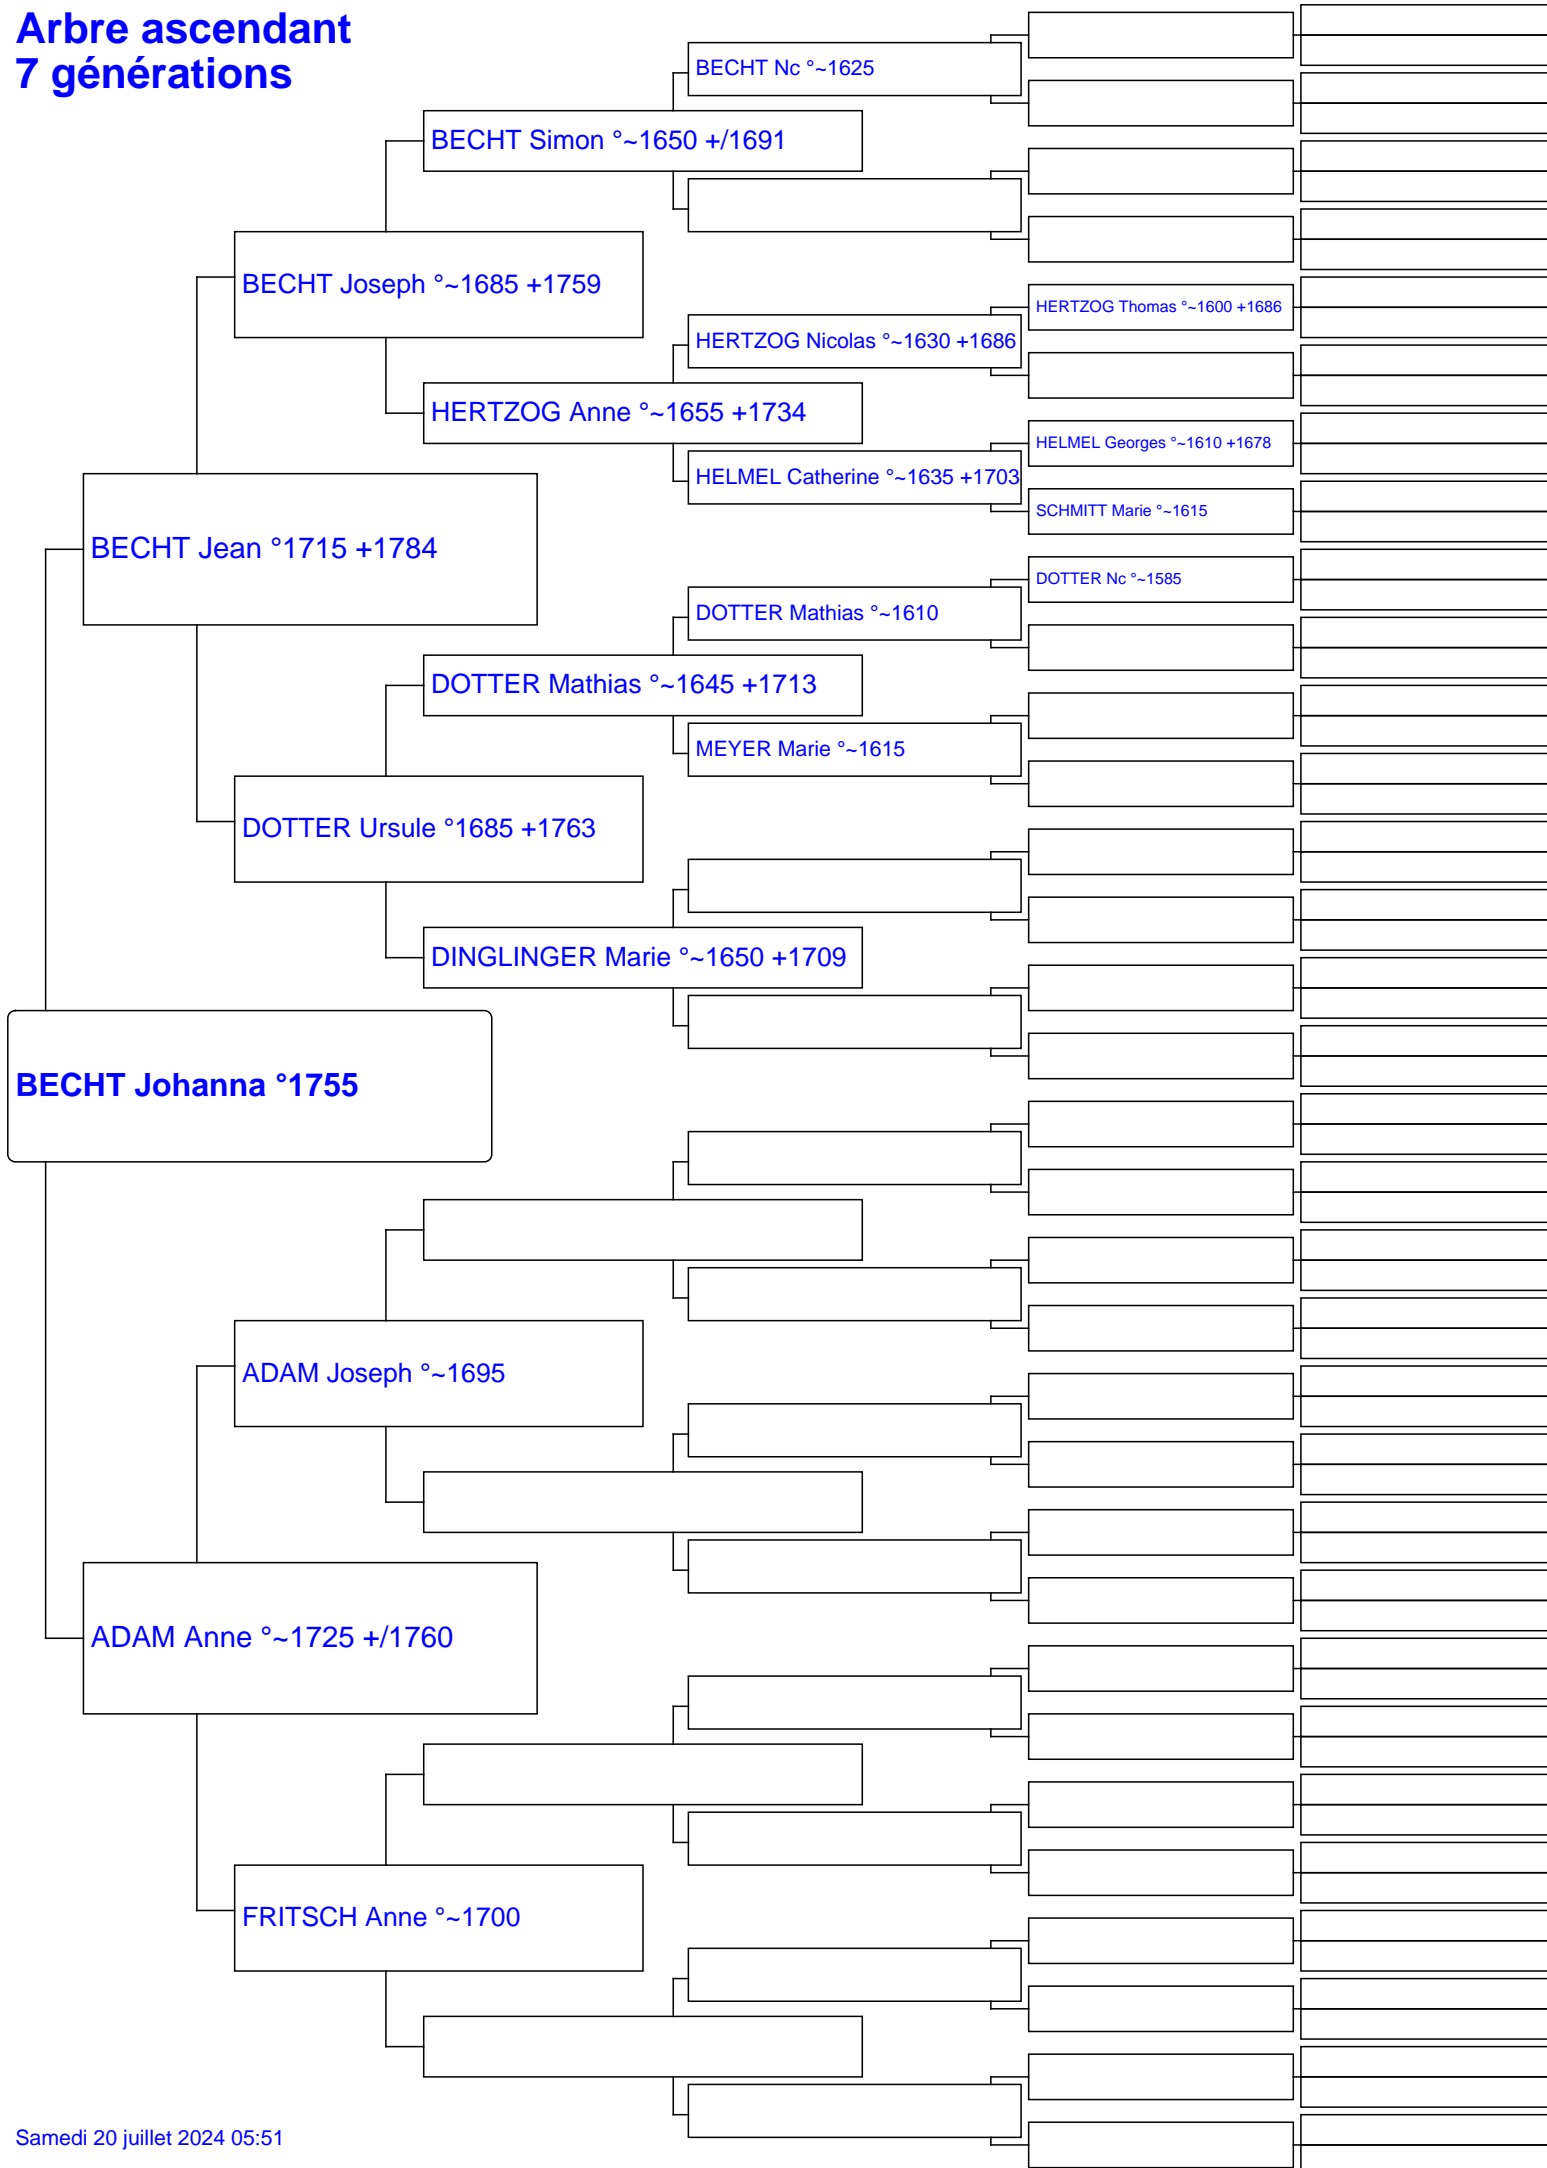 Arbre ascendant
7 générations
BECHT Nc °~1625
BECHT Simon °~1650 +/1691
BECHT Joseph °~1685 +1759
HERTZOG Thomas °~1600 +1686
HERTZOG Nicolas °~1630 +1686
HERTZOG Anne °~1655 +1734
HELMEL Georges °~1610 +1678
HELMEL Catherine °~1635 +1703
SCHMITT Marie °~1615
BECHT Jean °1715 +1784
DOTTER Nc °~1585
DOTTER Mathias °~1610
DOTTER Mathias °~1645 +1713
MEYER Marie °~1615
DOTTER Ursule °1685 +1763
DINGLINGER Marie °~1650 +1709
BECHT Johanna °1755
ADAM Joseph °~1695
ADAM Anne °~1725 +/1760
FRITSCH Anne °~1700
Samedi 20 juillet 2024 05:51